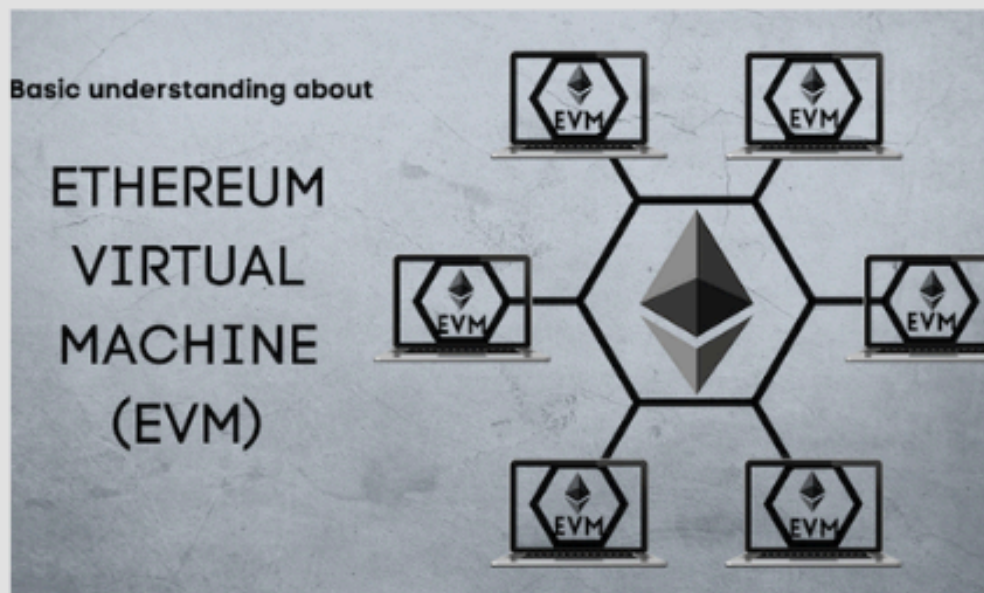 Basic understanding about
ETHEREUM
VIRTUAL
MACHINE
(EVM)
EVM
EVM
EVM
EVM
EVM
EVM